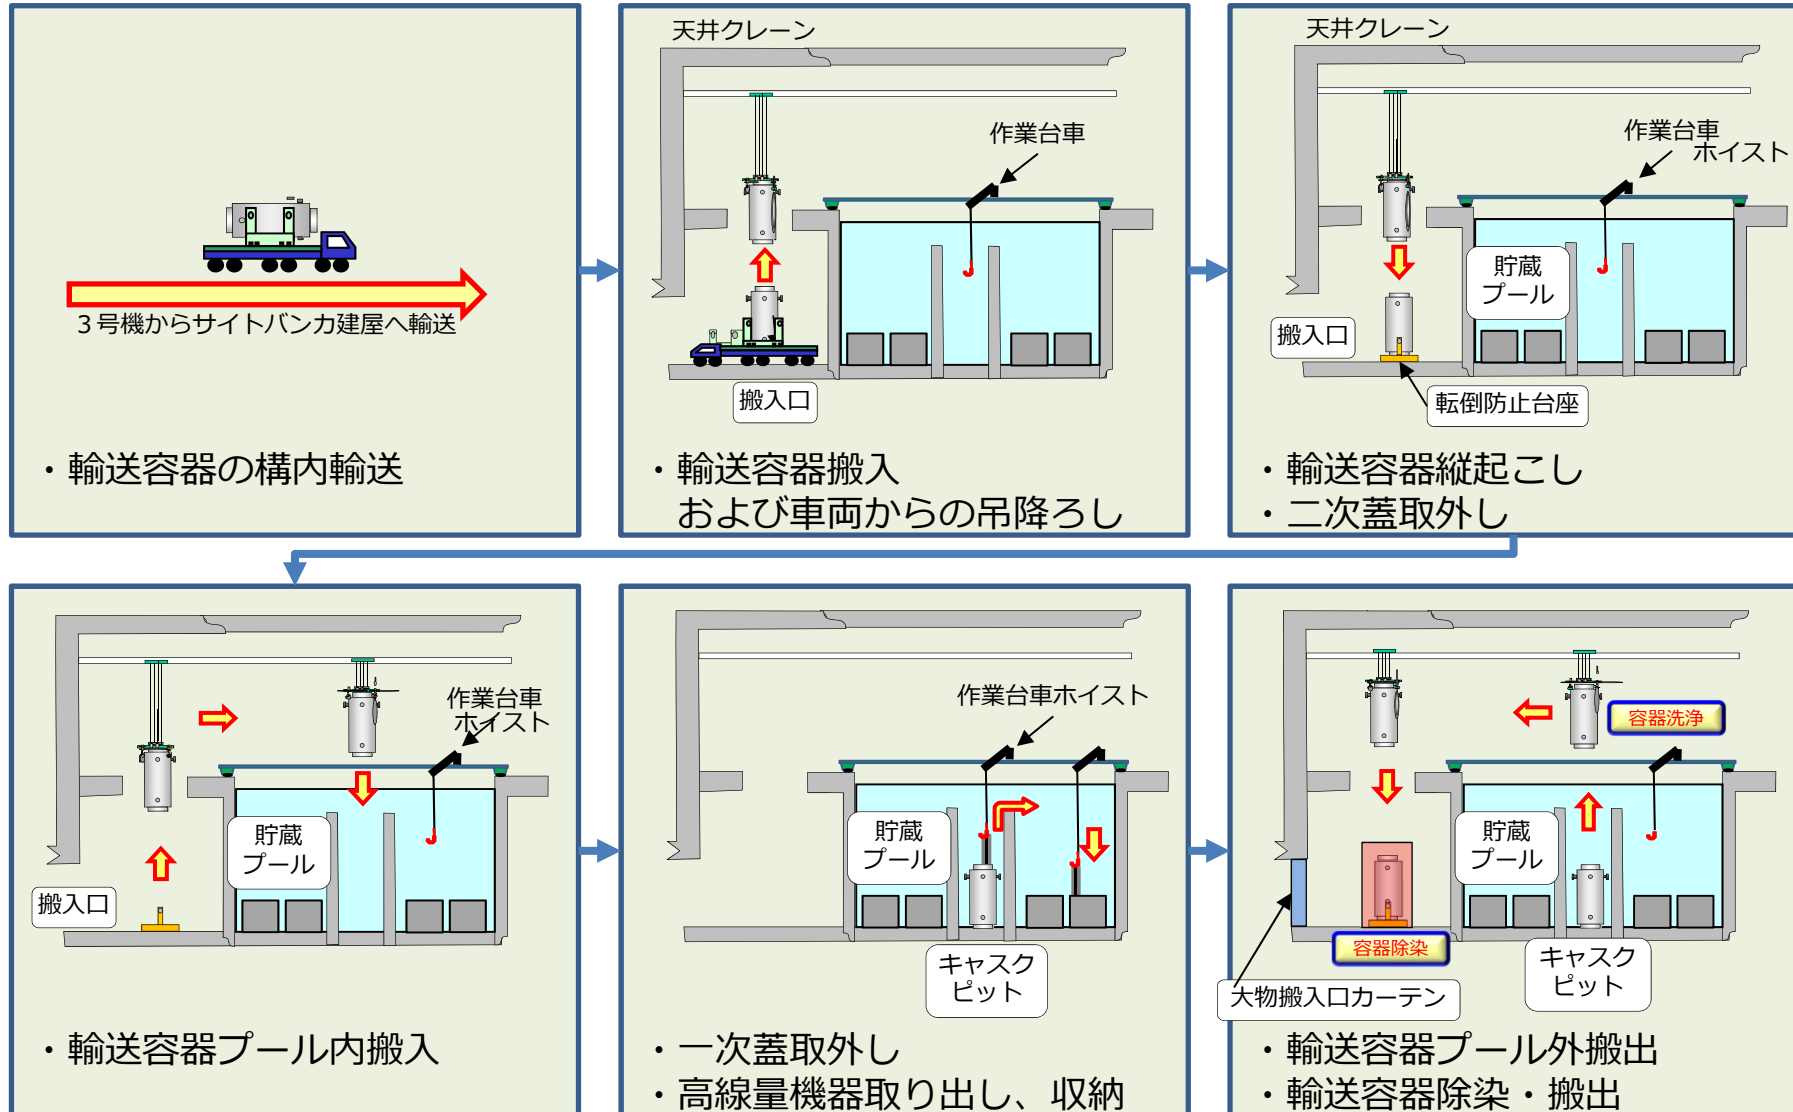 3号機からサイトバンカ建屋へ輸送
・輸送容器の構内輸送
天井クレーン
作業台車
搬入口
・輸送容器搬入
および車両からの吊降ろし
天井クレーン
作業台車
ホイスト
貯蔵
プール
搬入口
転倒防止台座
・輸送容器縦起こし
・二次蓋取外し
作業台車
ホイスト
貯蔵
プール
搬入口
・輸送容器プール内搬入
作業台車ホイスト
貯蔵
プール
キャスク
ピット
・一次蓋取外し
・高線量機器取り出し、収納
容器洗浄
貯蔵
プール
容器除染
キャスク
ピット
大物搬入口カーテン
・輸送容器プール外搬出
・輸送容器除染・搬出